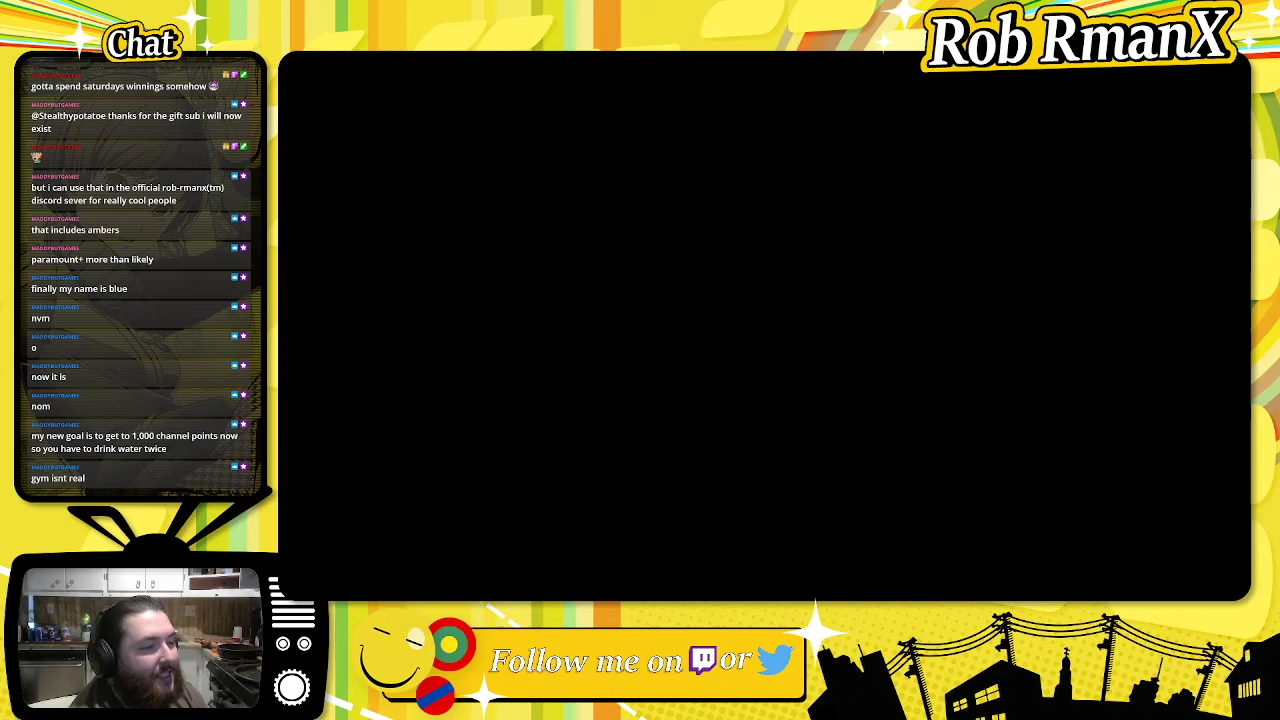 Chat
Rob RmanX
gotta spend saturdays winnings somehow
MADDYBUTGAMES
@Stealthypotato thanks for the gift sub i will now
exist
MADDYBUTGAMES
but i can use that in the official rob-rmanx(tm)
discord sever for really cool people
MADDYBUTGAMES
that includes ambers
MADDYBUTGAMES
paramount+ more than likely
MADDYBUTGAMES
finally my name is blue
MADDYBUTGAMES
nvm
MADDYBUTGAMES
o
MADDYBUTGAMES
now it is
MADDYBUTGAMES
nom
MADDYBUTGAMES
my new goal is to get to 1,000 channel points now
so you have to drink water twice
MADDYBUTGAMES
gym isnt real
Follow me on or